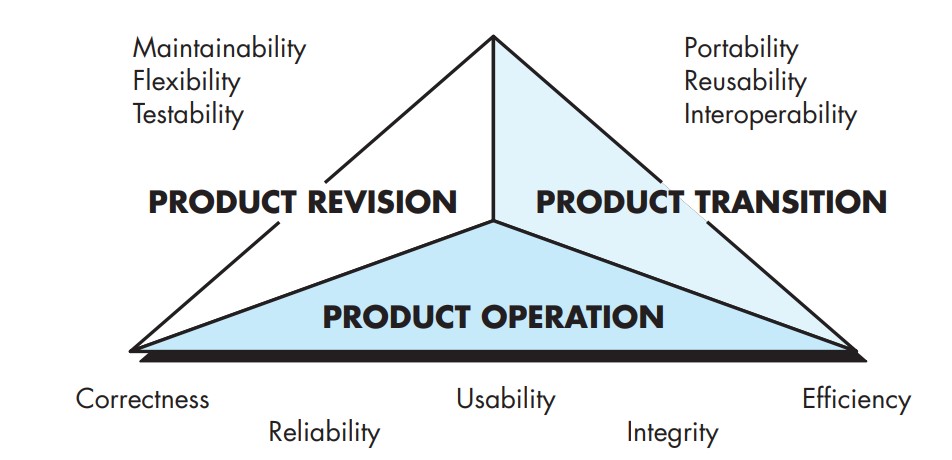 Maintainability
Flexibility
Testability
Portability
Reusability
Interoperability
PRODUCT REVISION
PRODUCT TRANSITION
PRODUCT OPERATION
Correctness
Usability
Efficiency
Reliability
Integrity